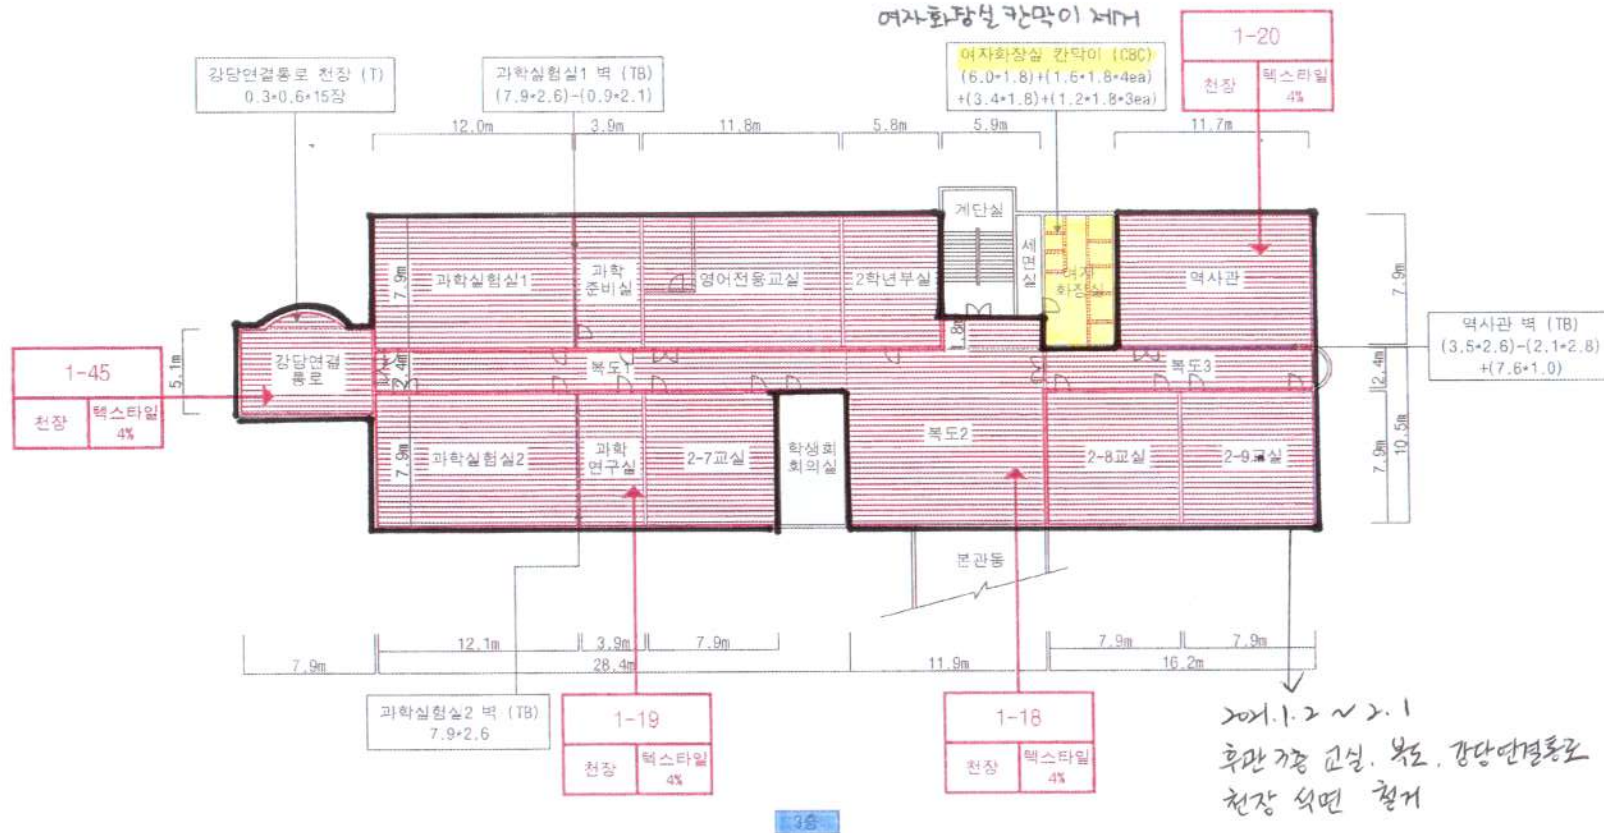 여자화장실 칸막이 제거
강당연결통로 천장 (T)
0.3*0.6*15장
과학실험실1 벽 (TB)
(7.9*2.6)-(0.9*2.1)
여자화장실 칸막이 (CBC)
(6.0*1.8)+(1.6*1.8*4ea)
+(3.4*1.8)+(1.2*1.8*3ea)
1-20
천장 텍스타일
4%
12.0m 3.9m 11.8m 5.8m 5.9m 11.7m
계단실
세면실
여자
화장실
7.9m
과학실험실1
과학
준비실
영어전용교실
2학년부실
역사관
7.9m
1.8m
역사관 벽 (TB)
(3.5*2.6)-(2.1*2.8)
+(7.6*1.0)
1-45
천장 텍스타일
4%
5.1m
강당연결
통로
2.4m
복도1
복도3
2.4m
7.9m
과학실험실2
과학
연구실
2-7교실
학생회
회의실
복도2
2-8교실
2-9교실
7.9m
10.5m
본관동
7.9m
12.1m 3.9m 7.9m
28.4m
11.9m
7.9m 7.9m
16.2m
과학실험실2 벽 (TB)
7.9*2.6
1-19
천장 텍스타일
4%
1-18
천장 텍스타일
4%
2021.1.2 ~ 2.1
후관 3층 교실. 복도. 강당연결통로
천장 석면 철거
3층